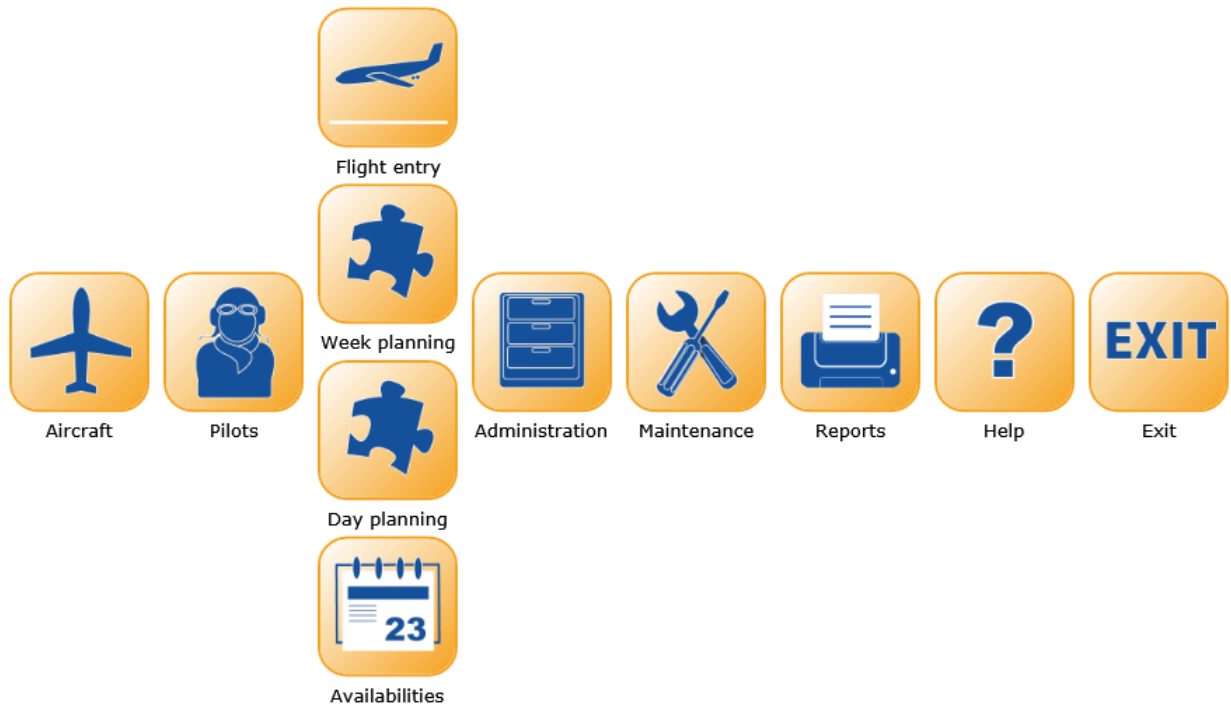 Flight entry
Week planning
EXIT
Aircraft
Pilots
Administration
Maintenance
Reports
Help
Exit
Day planning
23
Availabilities